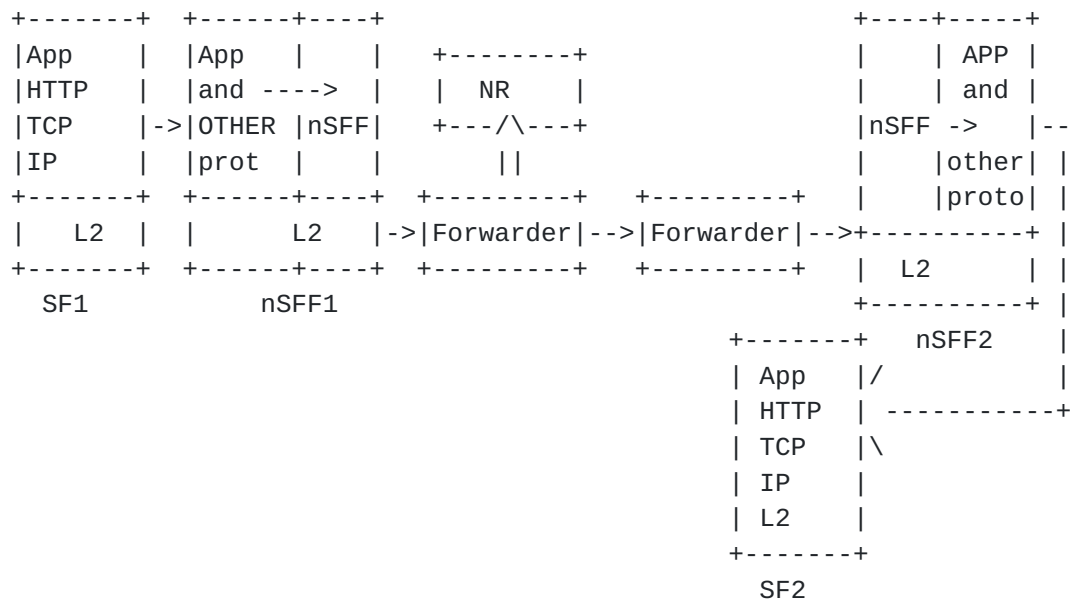 +-------+  +------+----+                               +----+-----+
|App    |  |App   |    |   +--------+                  |    | APP |
|HTTP   |  |and ---->  |   |  NR    |                  |    | and |
|TCP    |->|OTHER |nSFF|   +---/\---+                  |nSFF ->   |--
|IP     |  |prot  |    |       ||                      |    |other| |
+-------+  +------+----+  +---------+   +---------+    |    |proto| |
|   L2  |  |      L2   |->|Forwarder|-->|Forwarder|-->+----------+ |
+-------+  +------+----+  +---------+   +---------+    |  L2      | |
  SF1          nSFF1                                   +----------+ |
                                               +-------+   nSFF2    |
                                               | App   |/           |
                                               | HTTP  | -----------+
                                               | TCP   |\
                                               | IP    |
                                               | L2    |
                                               +-------+
                                                 SF2